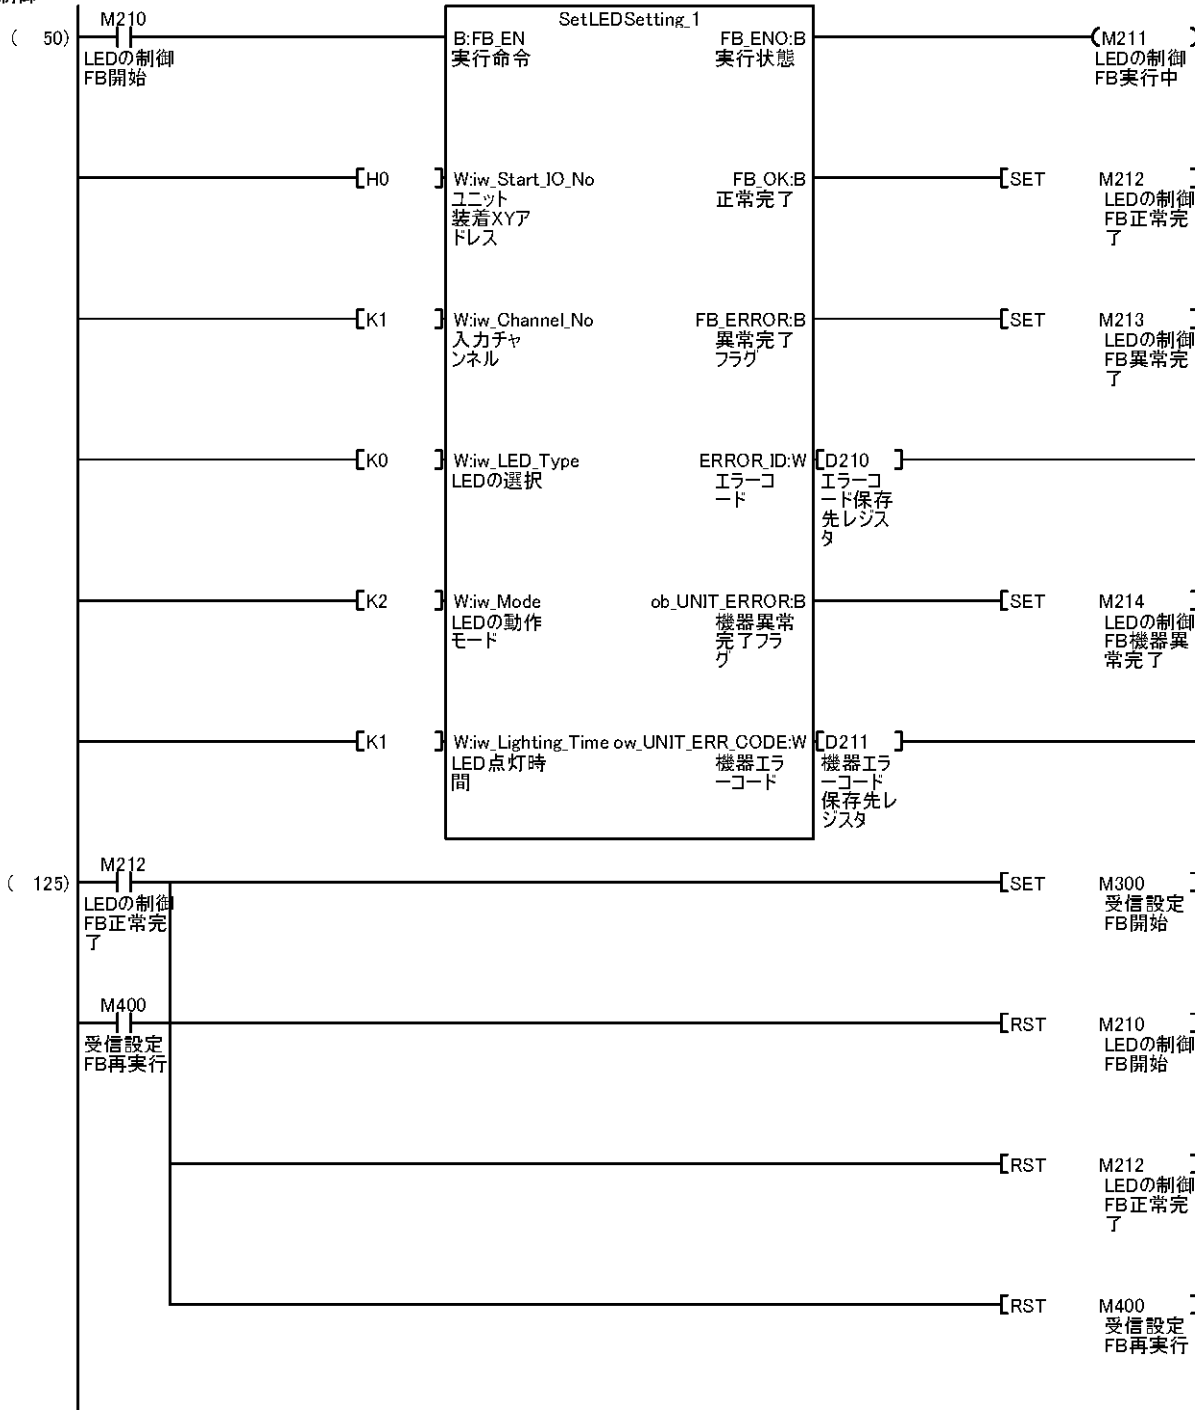 制御
M210
SetLEDSetting_1
( 50)
B:FB_EN
FB_ENO:B
(M211
LEDの制御
FB開始
実行命令
実行状態
LEDの制御
FB実行中
[H0 ]
W:iw_Start_IO_No
FB_OK:B
[SET M212 ]
ユニット
装着XYア
ドレス
正常完了
LEDの制御
FB正常完
了
[K1 ]
W:iw_Channel_No
FB_ERROR:B
[SET M213 ]
入力チャ
ンネル
異常完了
フラグ
LEDの制御
FB異常完
了
[K0 ]
W:iw_LED_Type
ERROR_ID:W
[D210 ]
LEDの選択
エラーコ
ード
エラーコ
ード保存
先レジス
タ
[K2 ]
W:iw_Mode
ob_UNIT_ERROR:B
[SET M214 ]
LEDの動作
モード
機器異常
完了フラ
グ
LEDの制御
FB機器異
常完了
[K1 ]
W:iw_Lighting_Time
ow_UNIT_ERR_CODE:W
[D211 ]
LED点灯時
間
機器エラ
ーコード
機器エラ
ーコード
保存先レ
ジスタ
M212
( 125)
[SET M300 ]
LEDの制御
FB正常完
了
受信設定
FB開始
M400
[RST M210 ]
受信設定
FB再実行
LEDの制御
FB開始
[RST M212 ]
LEDの制御
FB正常完
了
[RST M400 ]
受信設定
FB再実行